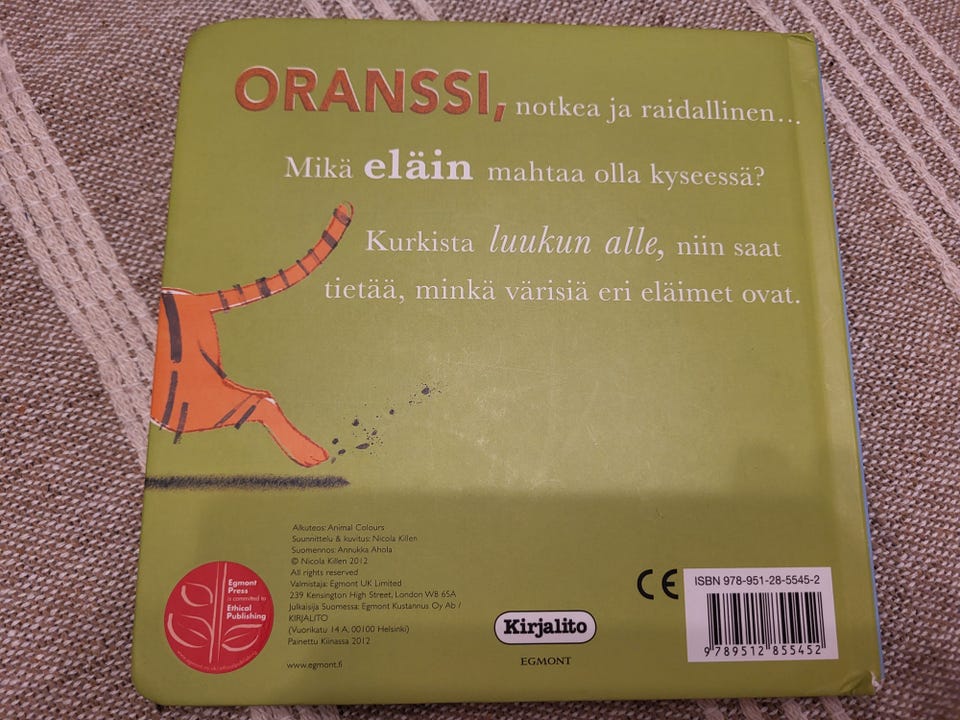 ORANSSI, notkea ja raidallinen...
Mikä eläin mahtaa olla kyseessä?
Kurkista luukun alle, niin saat
tietää, minkä värisiä eri eläimet ovat.
Alkuteos: Animal Colours
Suunnittelu & kuvitus: Nicola Killen
Suomennos: Annukka Ahola
© Nicola Killen 2012
All rights reserved
Valmistaja: Egmont UK Limited
239 Kensington High Street, London W8 6SA
Julkaisija Suomessa: Egmont Kustannus Oy Ab /
KIRJALITO
(Vuorikatu 14 A, 00100 Helsinki)
Painettu Kiinassa 2012
www.egmont.fi
Egmont
Press
is committed to
Ethical
Publishing
Kirjalito
EGMONT
CE
ISBN 978-951-28-5545-2
9 789512 855452